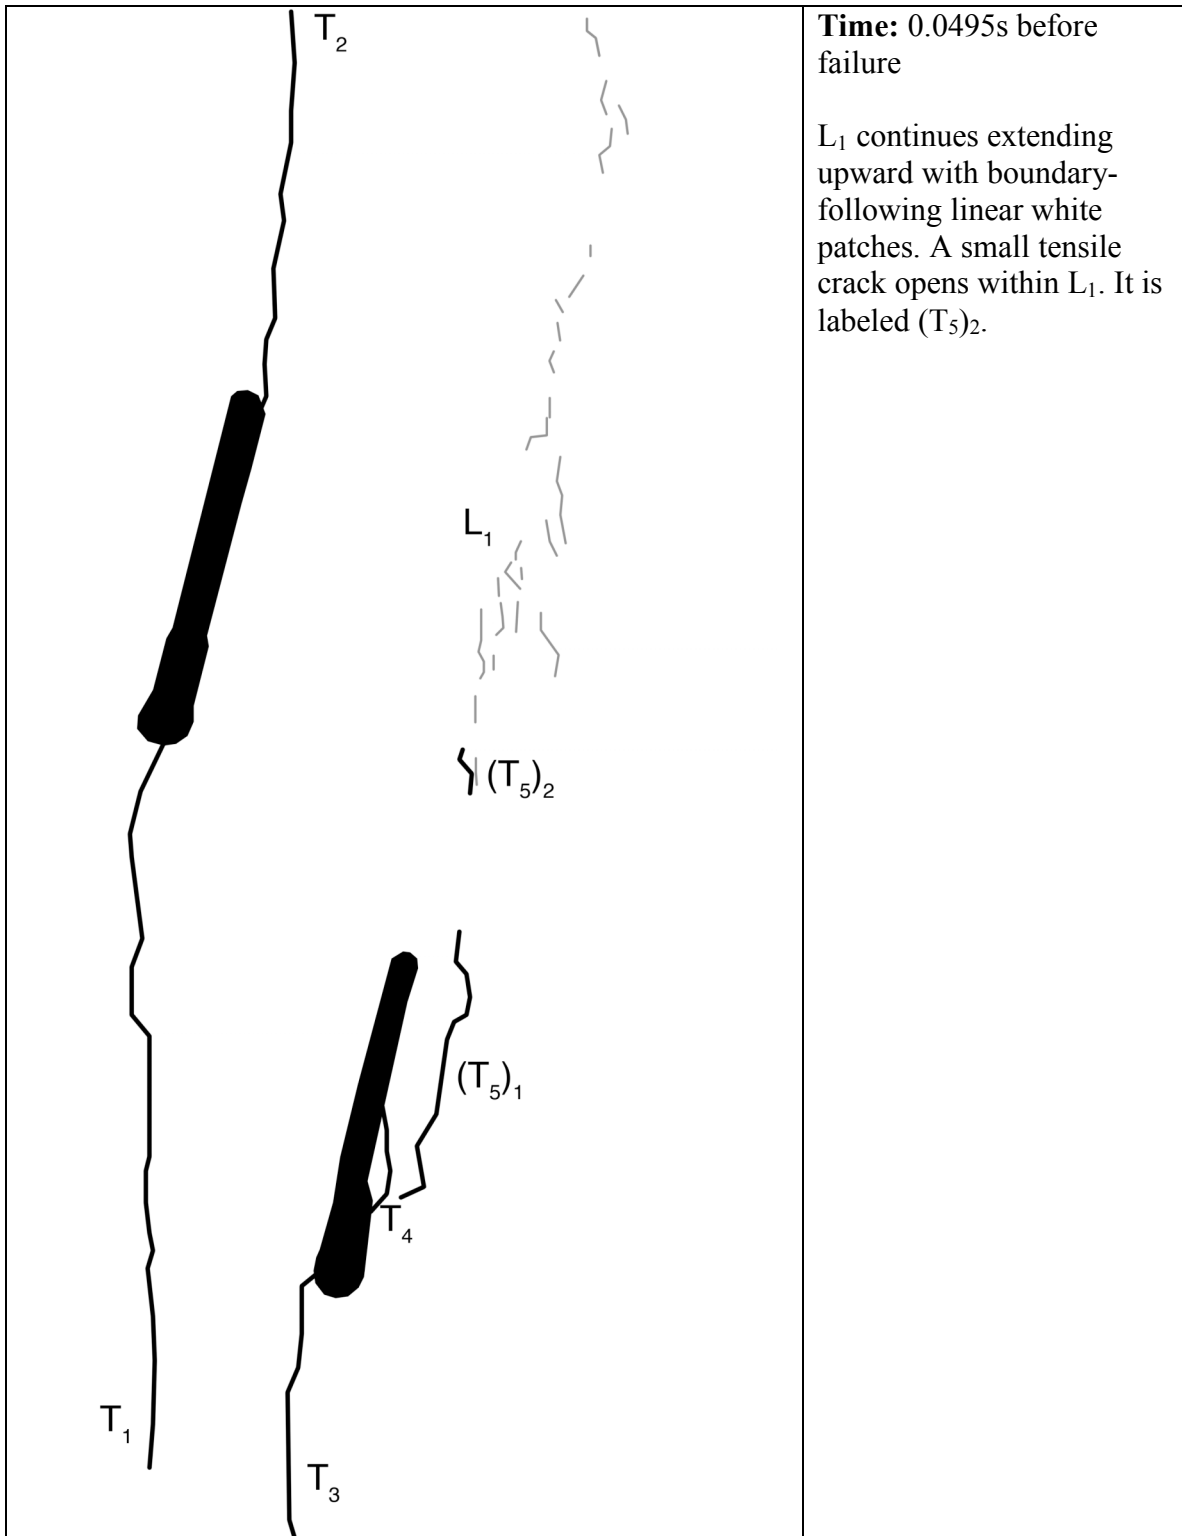 T₂
L₁
(T₅)₂
(T₅)₁
T₄
T₁
T₃
Time: 0.0495s before
failure
L₁ continues extending
upward with boundary-
following linear white
patches. A small tensile
crack opens within L₁. It is
labeled (T₅)₂.